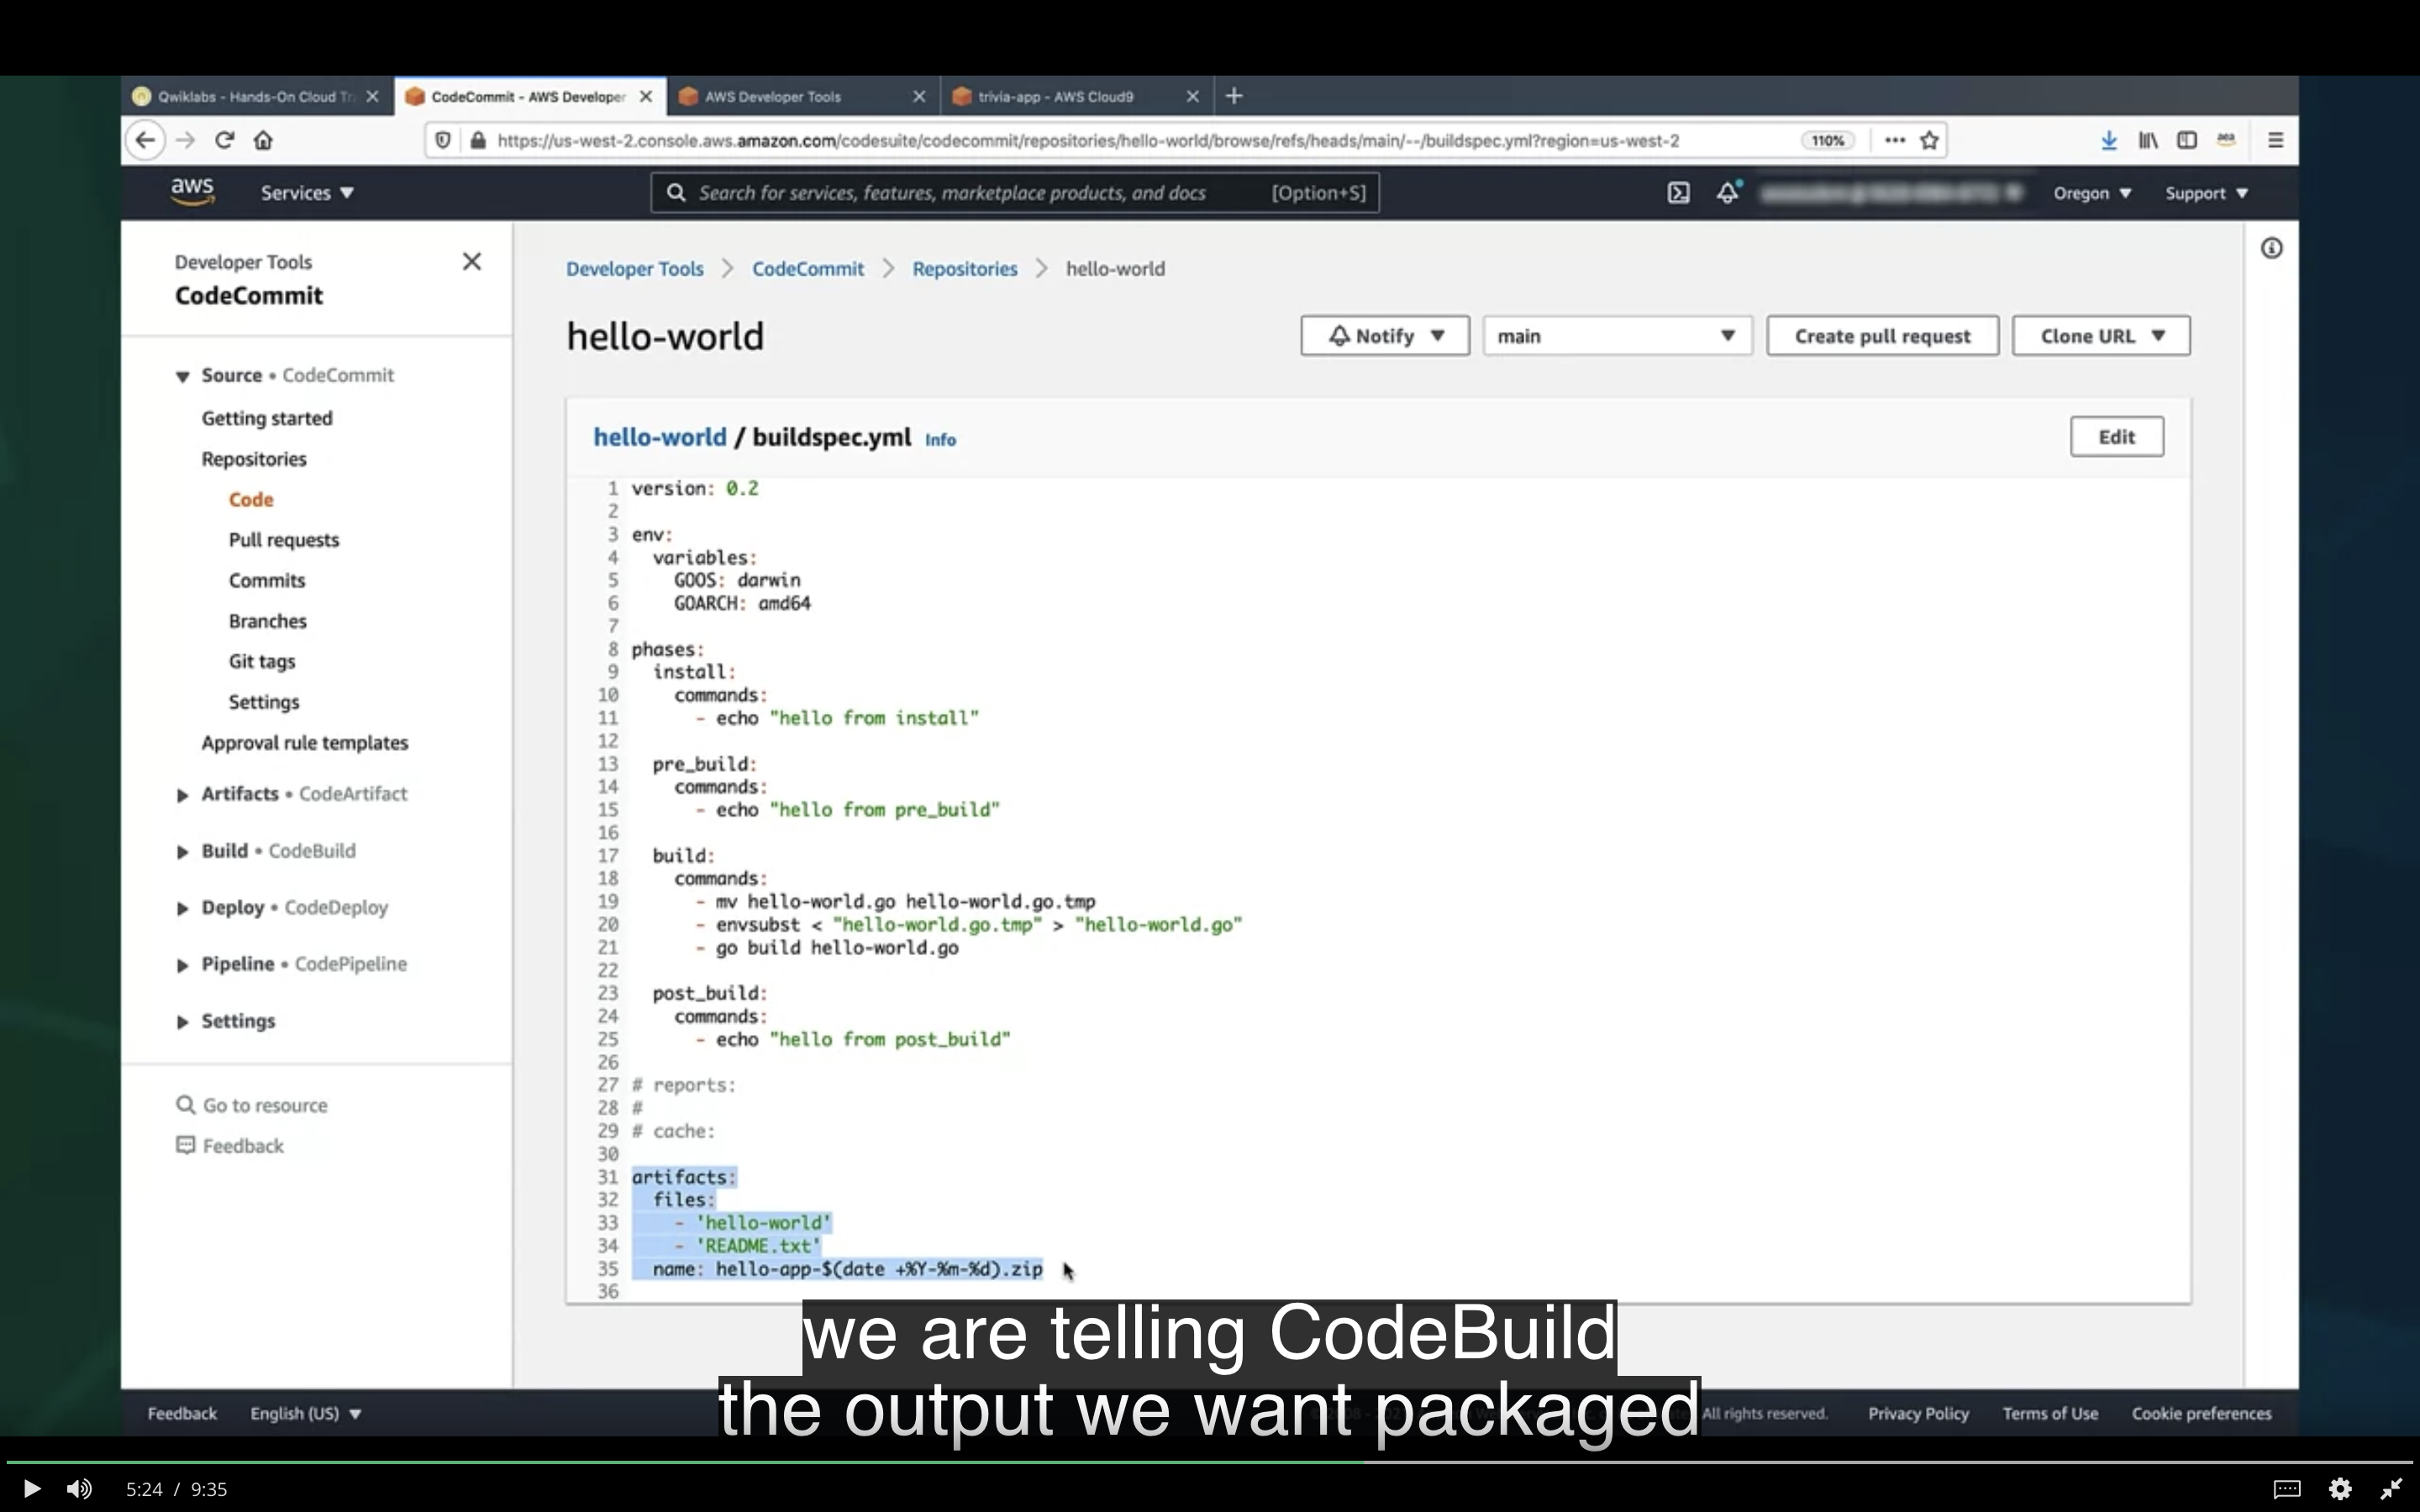 Qwiklabs - Hands-On Cloud Tr
CodeCommit - AWS Developer
AWS Developer Tools
trivia-app - AWS Cloud9
https://us-west-2.console.aws.amazon.com/codesuite/codecommit/repositories/hello-world/browse/refs/heads/main/--/buildspec.yml?region=us-west-2
110%
aws
Services
Search for services, features, marketplace products, and docs
[Option+S]
Oregon
Support
Developer Tools
CodeCommit
Source • CodeCommit
Getting started
Repositories
Code
Pull requests
Commits
Branches
Git tags
Settings
Approval rule templates
Artifacts • CodeArtifact
Build • CodeBuild
Deploy • CodeDeploy
Pipeline • CodePipeline
Settings
Go to resource
Feedback
Developer Tools > CodeCommit > Repositories > hello-world
hello-world
Notify
main
Create pull request
Clone URL
hello-world / buildspec.yml Info
Edit
1 version: 0.2
2
3 env:
4   variables:
5     GOOS: darwin
6     GOARCH: amd64
7
8 phases:
9   install:
10     commands:
11       - echo "hello from install"
12
13   pre_build:
14     commands:
15       - echo "hello from pre_build"
16
17   build:
18     commands:
19       - mv hello-world.go hello-world.go.tmp
20       - envsubst < "hello-world.go.tmp" > "hello-world.go"
21       - go build hello-world.go
22
23   post_build:
24     commands:
25       - echo "hello from post_build"
26
27 # reports:
28 #
29 # cache:
30
31 artifacts:
32   files:
33     - 'hello-world'
34     - 'README.txt'
35   name: hello-app-$(date +%Y-%m-%d).zip
36
we are telling CodeBuild
the output we want packaged
Feedback
English (US)
All rights reserved.
Privacy Policy
Terms of Use
Cookie preferences
5:24 / 9:35